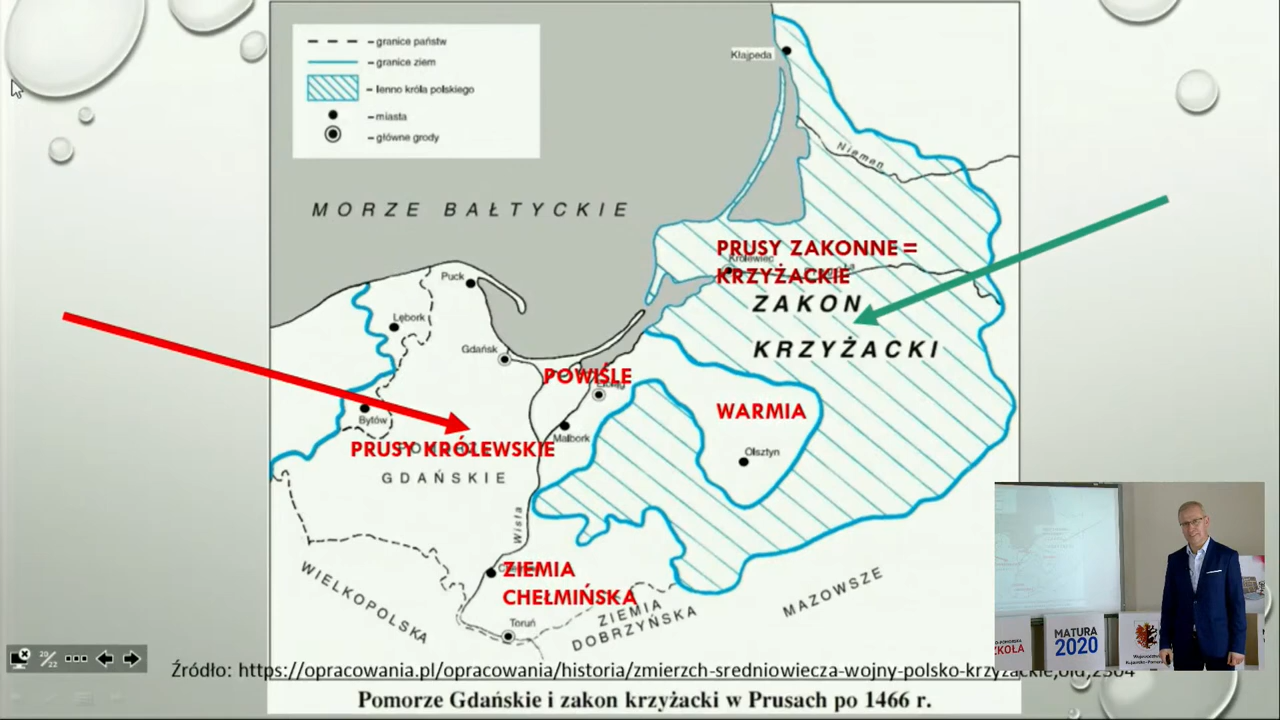 – granice państw
– granice ziem
– lenno króla polskiego
– miasta
– główne grody
Kłajpeda
Niemen
MORZE BAŁTYCKIE
PRUSY ZAKONNE =
KRZYŻACKIE
Królewiec
ZAKON
KRZYŻACKI
Puck
Lębork
Gdańsk
POWIŚLE
WARMIA
Bytów
Malbork
Olsztyn
PRUSY KRÓLEWSKIE
GDAŃSKIE
Wisła
ZIEMIA
CHEŁMIŃSKA
WIELKOPOLSKA
Toruń
ZIEMIA
DOBRZYŃSKA
MAZOWSZE
MATURA
2020
20/22
Źródło: https://opracowania.pl/opracowania/historia/zmierzch-sredniowiecza-wojny-polsko-krzyzackie,oid,2304
Pomorze Gdańskie i zakon krzyżacki w Prusach po 1466 r.